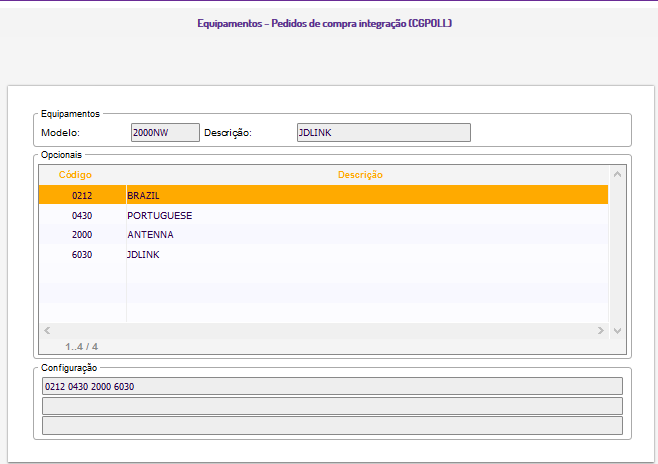 Equipamentos - Pedidos de compra integração (CGPOLL)
Equipamentos
Modelo: 2000NW Descrição: JDLINK
Opcionais
Código Descrição
0212 BRAZIL
0430 PORTUGUESE
2000 ANTENNA
6030 JDLINK
1..4 / 4
Configuração
0212 0430 2000 6030